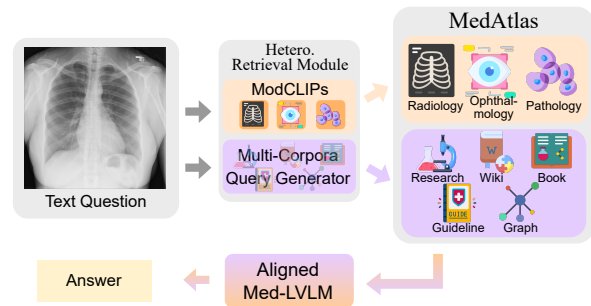 MedAtlas
Hetero.
Retrieval Module
ModCLIPs
Radiology
Ophthal-
mology
Pathology
Text Question
Multi-Corpora
Query Generator
Research
Wiki
Book
W
GUIDE
Guideline
Graph
Answer
Aligned
Med-LVLM